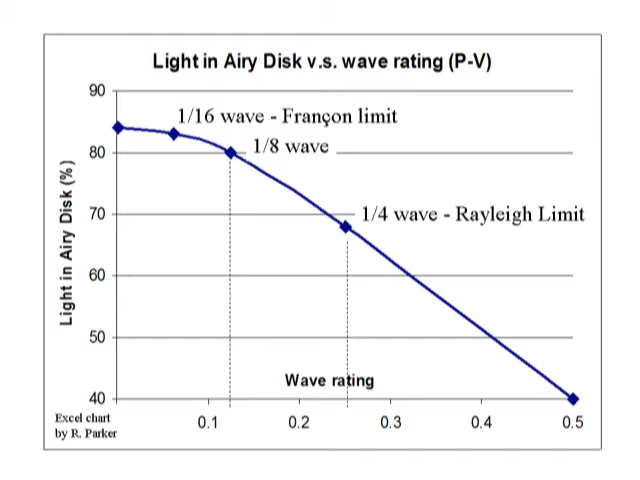 Light in Airy Disk v.s. wave rating (P-V)
90
1/16 wave - Françon limit
1/8 wave
80
Light in Airy Disk (%)
70
1/4 wave - Rayleigh Limit
60
50
Wave rating
40
Excel chart
by R. Parker
0.1 0.2 0.3 0.4 0.5